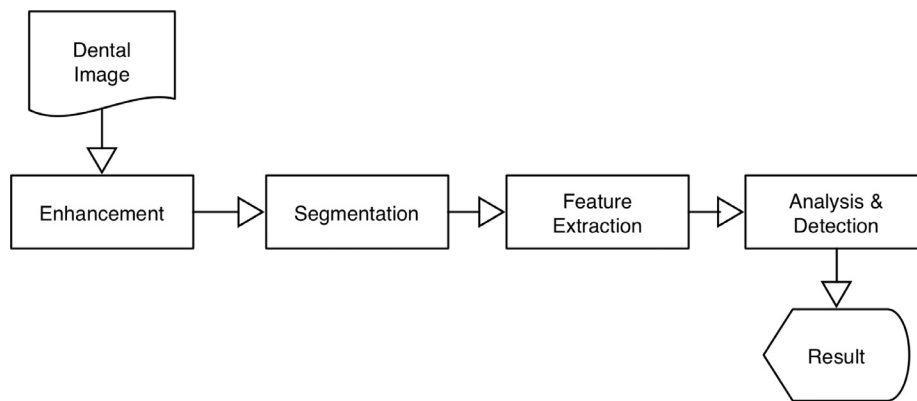 Dental
Image
Enhancement
Segmentation
Feature
Extraction
Analysis &
Detection
Result